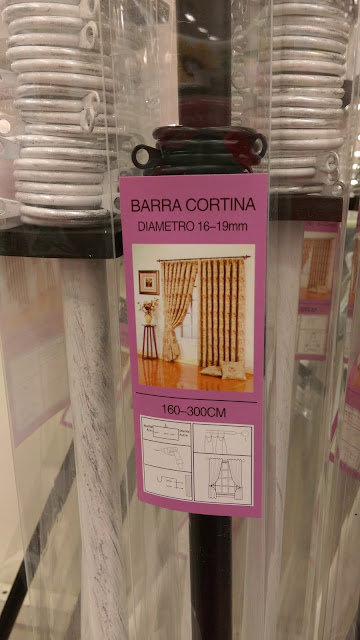 BARRA CORTINA
DIAMETRO 16-19mm
160-300CM